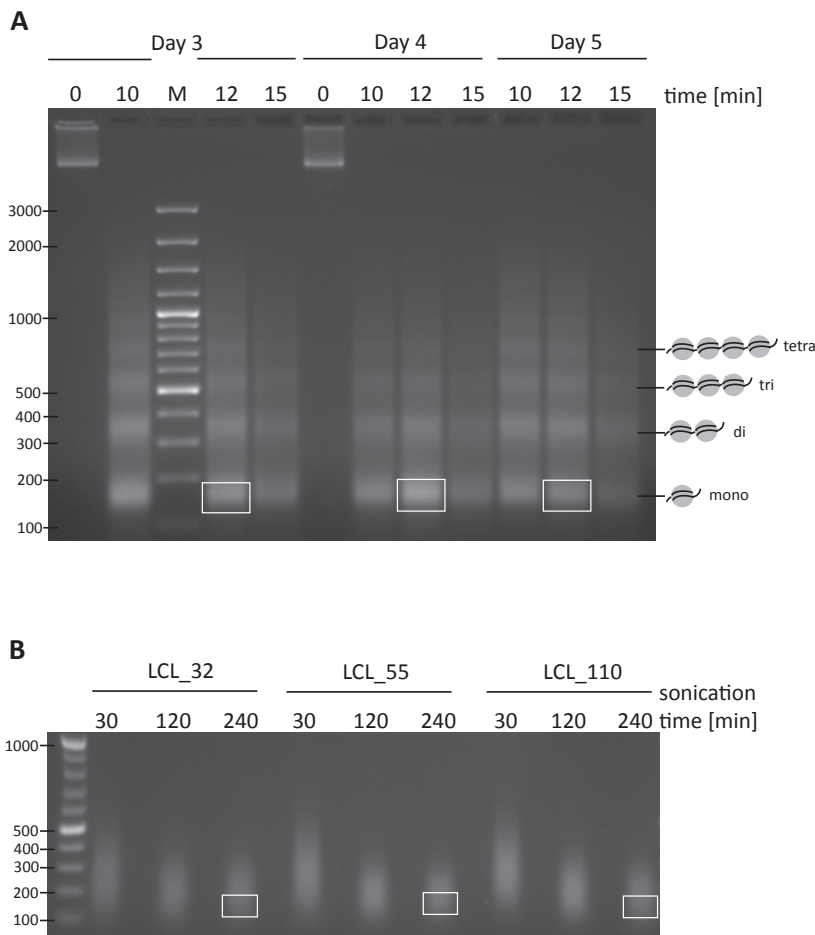 A
Day 3 Day 4 Day 5
0 10 M 12 15 0 10 12 15 10 12 15 time [min]
3000
2000
1000
tetra
500
tri
400
di
300
200
mono
100
B
LCL_32 LCL_55 LCL_110
sonication
30 120 240 30 120 240 30 120 240 time [min]
1000
500
400
300
200
100